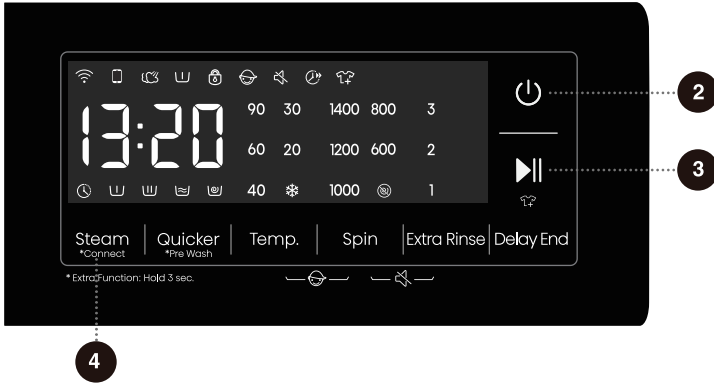 2
13:20
90 30 1400 800 3
60 20 1200 600 2
3
40 1000 1
Steam Quicker Temp. Spin Extra Rinse Delay End
*Connect *Pre Wash
* Extra Function: Hold 3 sec.
4